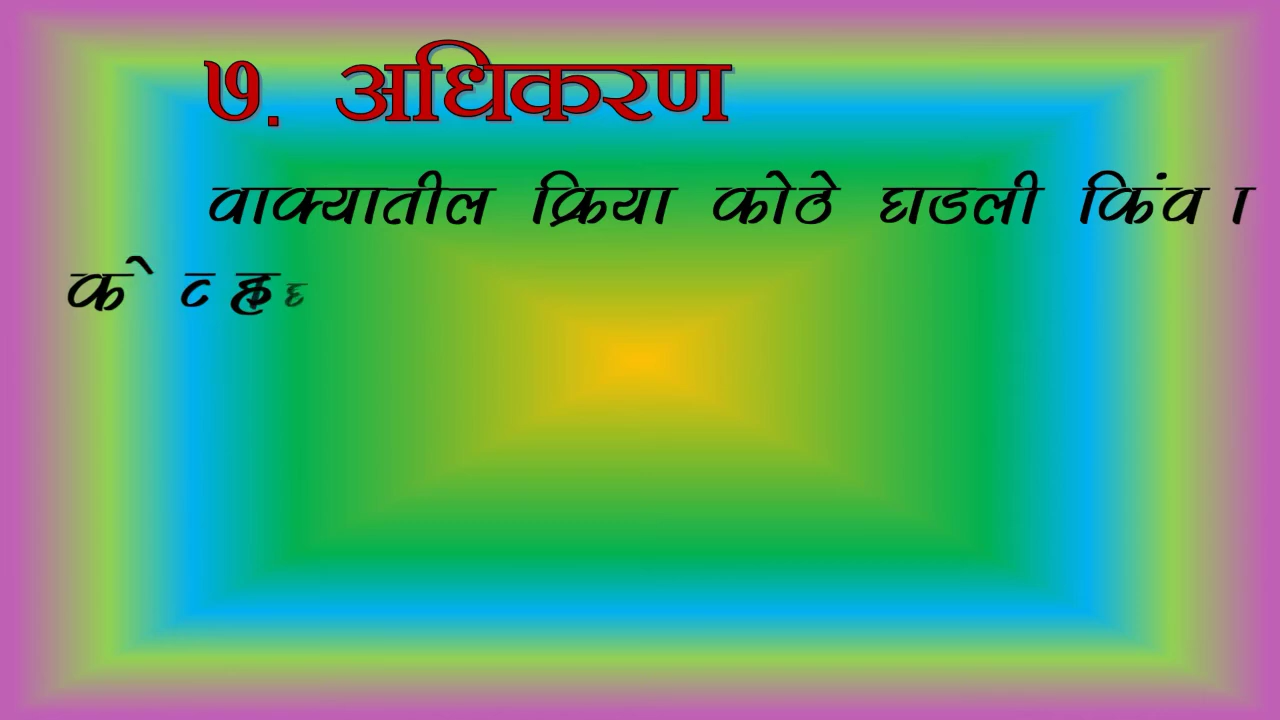 ७. अधिकरण
वाक्यातील क्रिया कोठे घडली किंवा